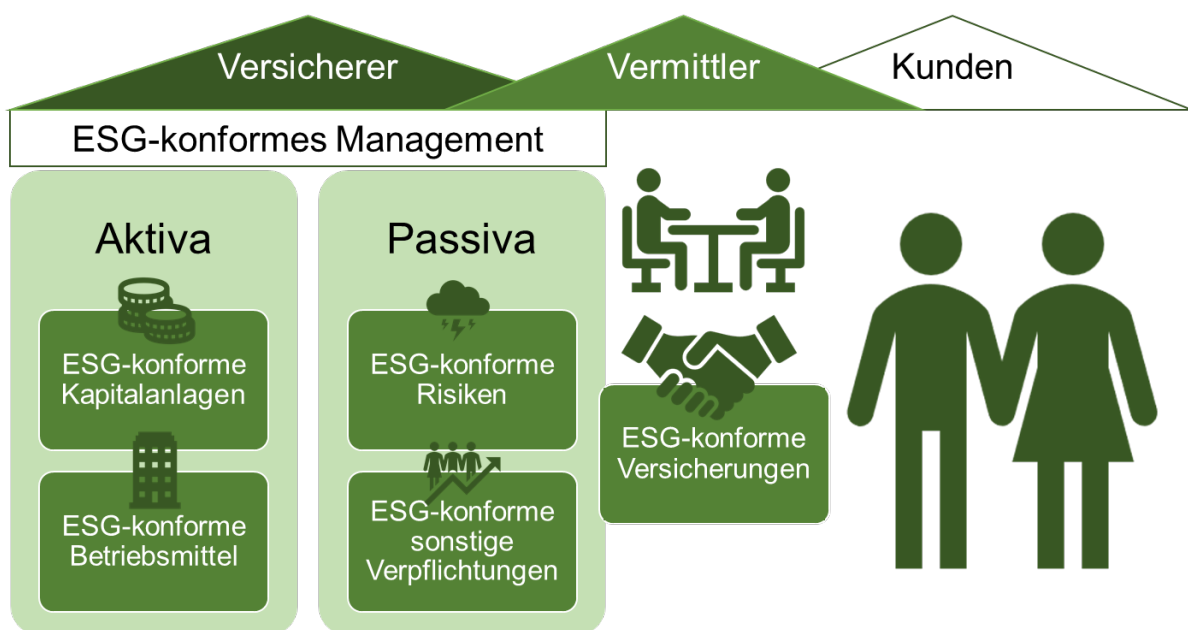 Versicherer
Vermittler
Kunden
ESG-konformes Management
Aktiva
Passiva
ESG-konforme
Kapitalanlagen
ESG-konforme
Risiken
ESG-konforme
Versicherungen
ESG-konforme
Betriebsmittel
ESG-konforme
sonstige
Verpflichtungen